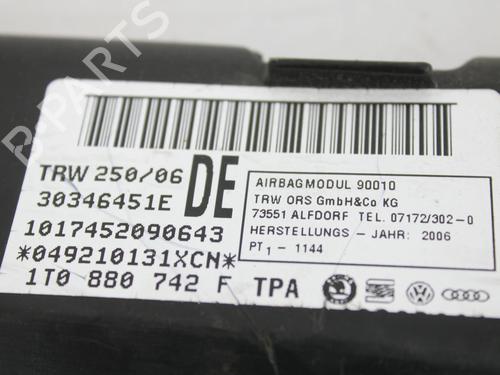 TRW 250/06
DE
30346451E
1017452090643
*049210131XCN*
1T0 880 742 F TPA
AIRBAGMODUL 90010
TRW ORS GmbH&Co KG
73551 ALFDORF TEL. 07172/302-0
HERSTELLUNGS - JAHR: 2006
PT1 - 1144